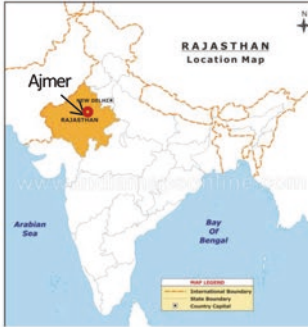 N
RAJASTHAN
Location Map
Ajmer
NEW DELHI
RAJASTHAN
Arabian
Sea
Bay
Of
Bengal
MAP LEGEND
International Boundary
State Boundary
Country Capital